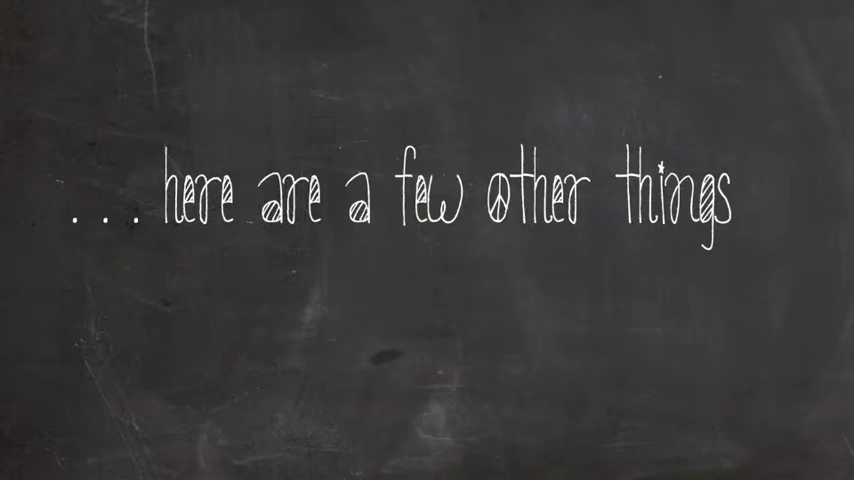 . . . here are a few other things